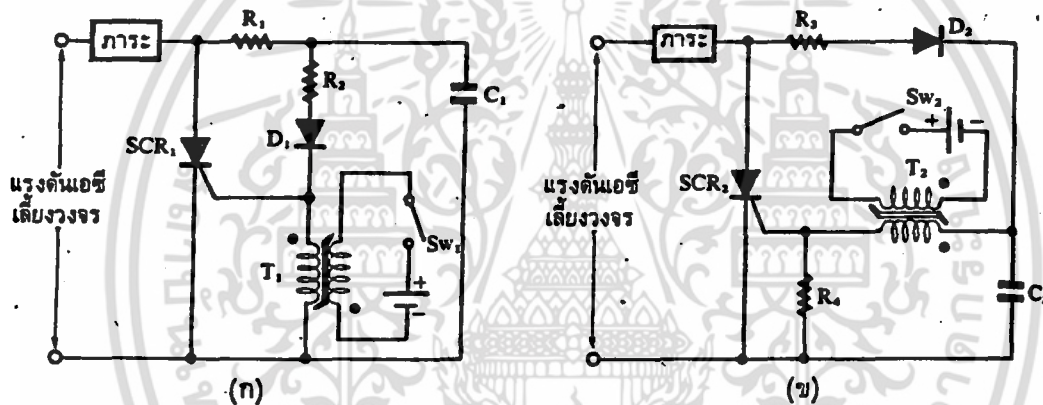 ภาระ
R₁
R₂
C₁
D₁
SCR₁
แรงดันเอซี
เลี้ยงวงจร
T₁
Sw₁
+
-
(ก)
ภาระ
R₃
D₂
Sw₂
+
-
T₂
SCR₂
แรงดันเอซี
เลี้ยงวงจร
R₄
(ข)